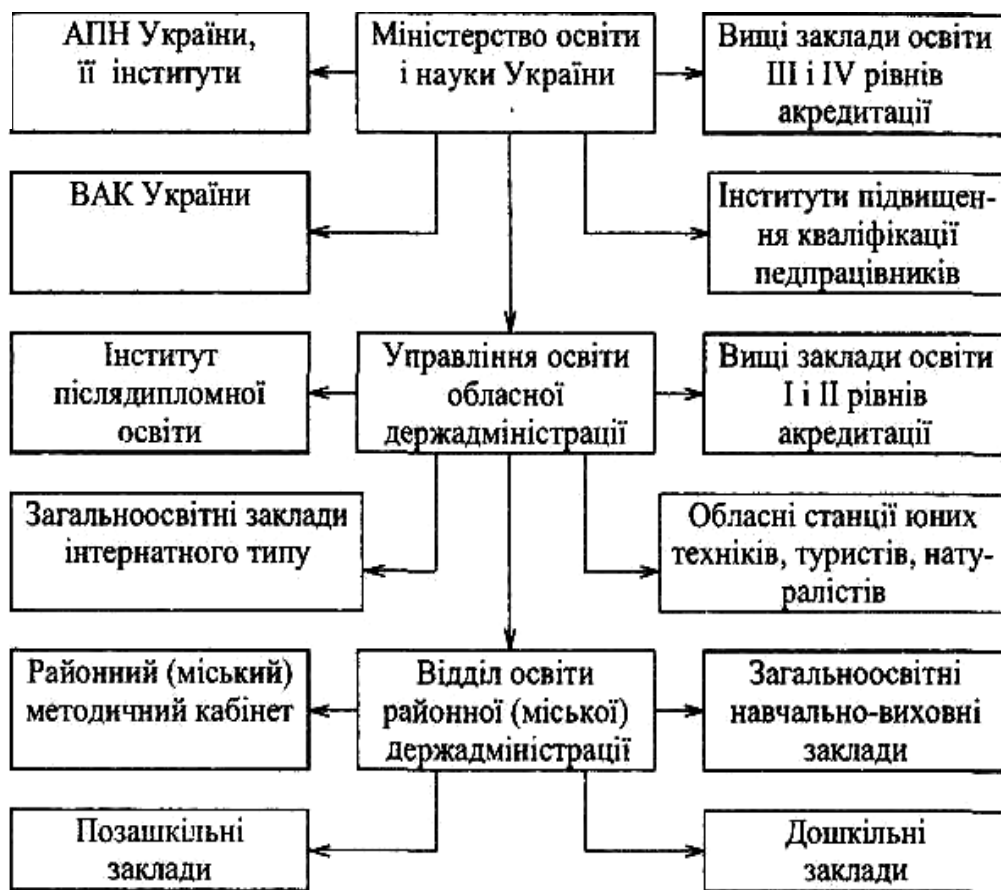 АПН України,
її інститути
Міністерство освіти
і науки України
Вищі заклади освіти
III і IV рівнів
акредитації
ВАК України
Інститути підвищен-
ня кваліфікації
педпрацівників
Інститут
післядипломної
освіти
Управління освіти
обласної
держадміністрації
Вищі заклади освіти
I і II рівнів
акредитації
Загальноосвітні заклади
інтернатного типу
Обласні станції юних
техніків, туристів, нату-
ралістів
Районний (міський)
методичний кабінет
Відділ освіти
районної (міської)
держадміністрації
Загальноосвітні
навчально-виховні
заклади
Позашкільні
заклади
Дошкільні
заклади